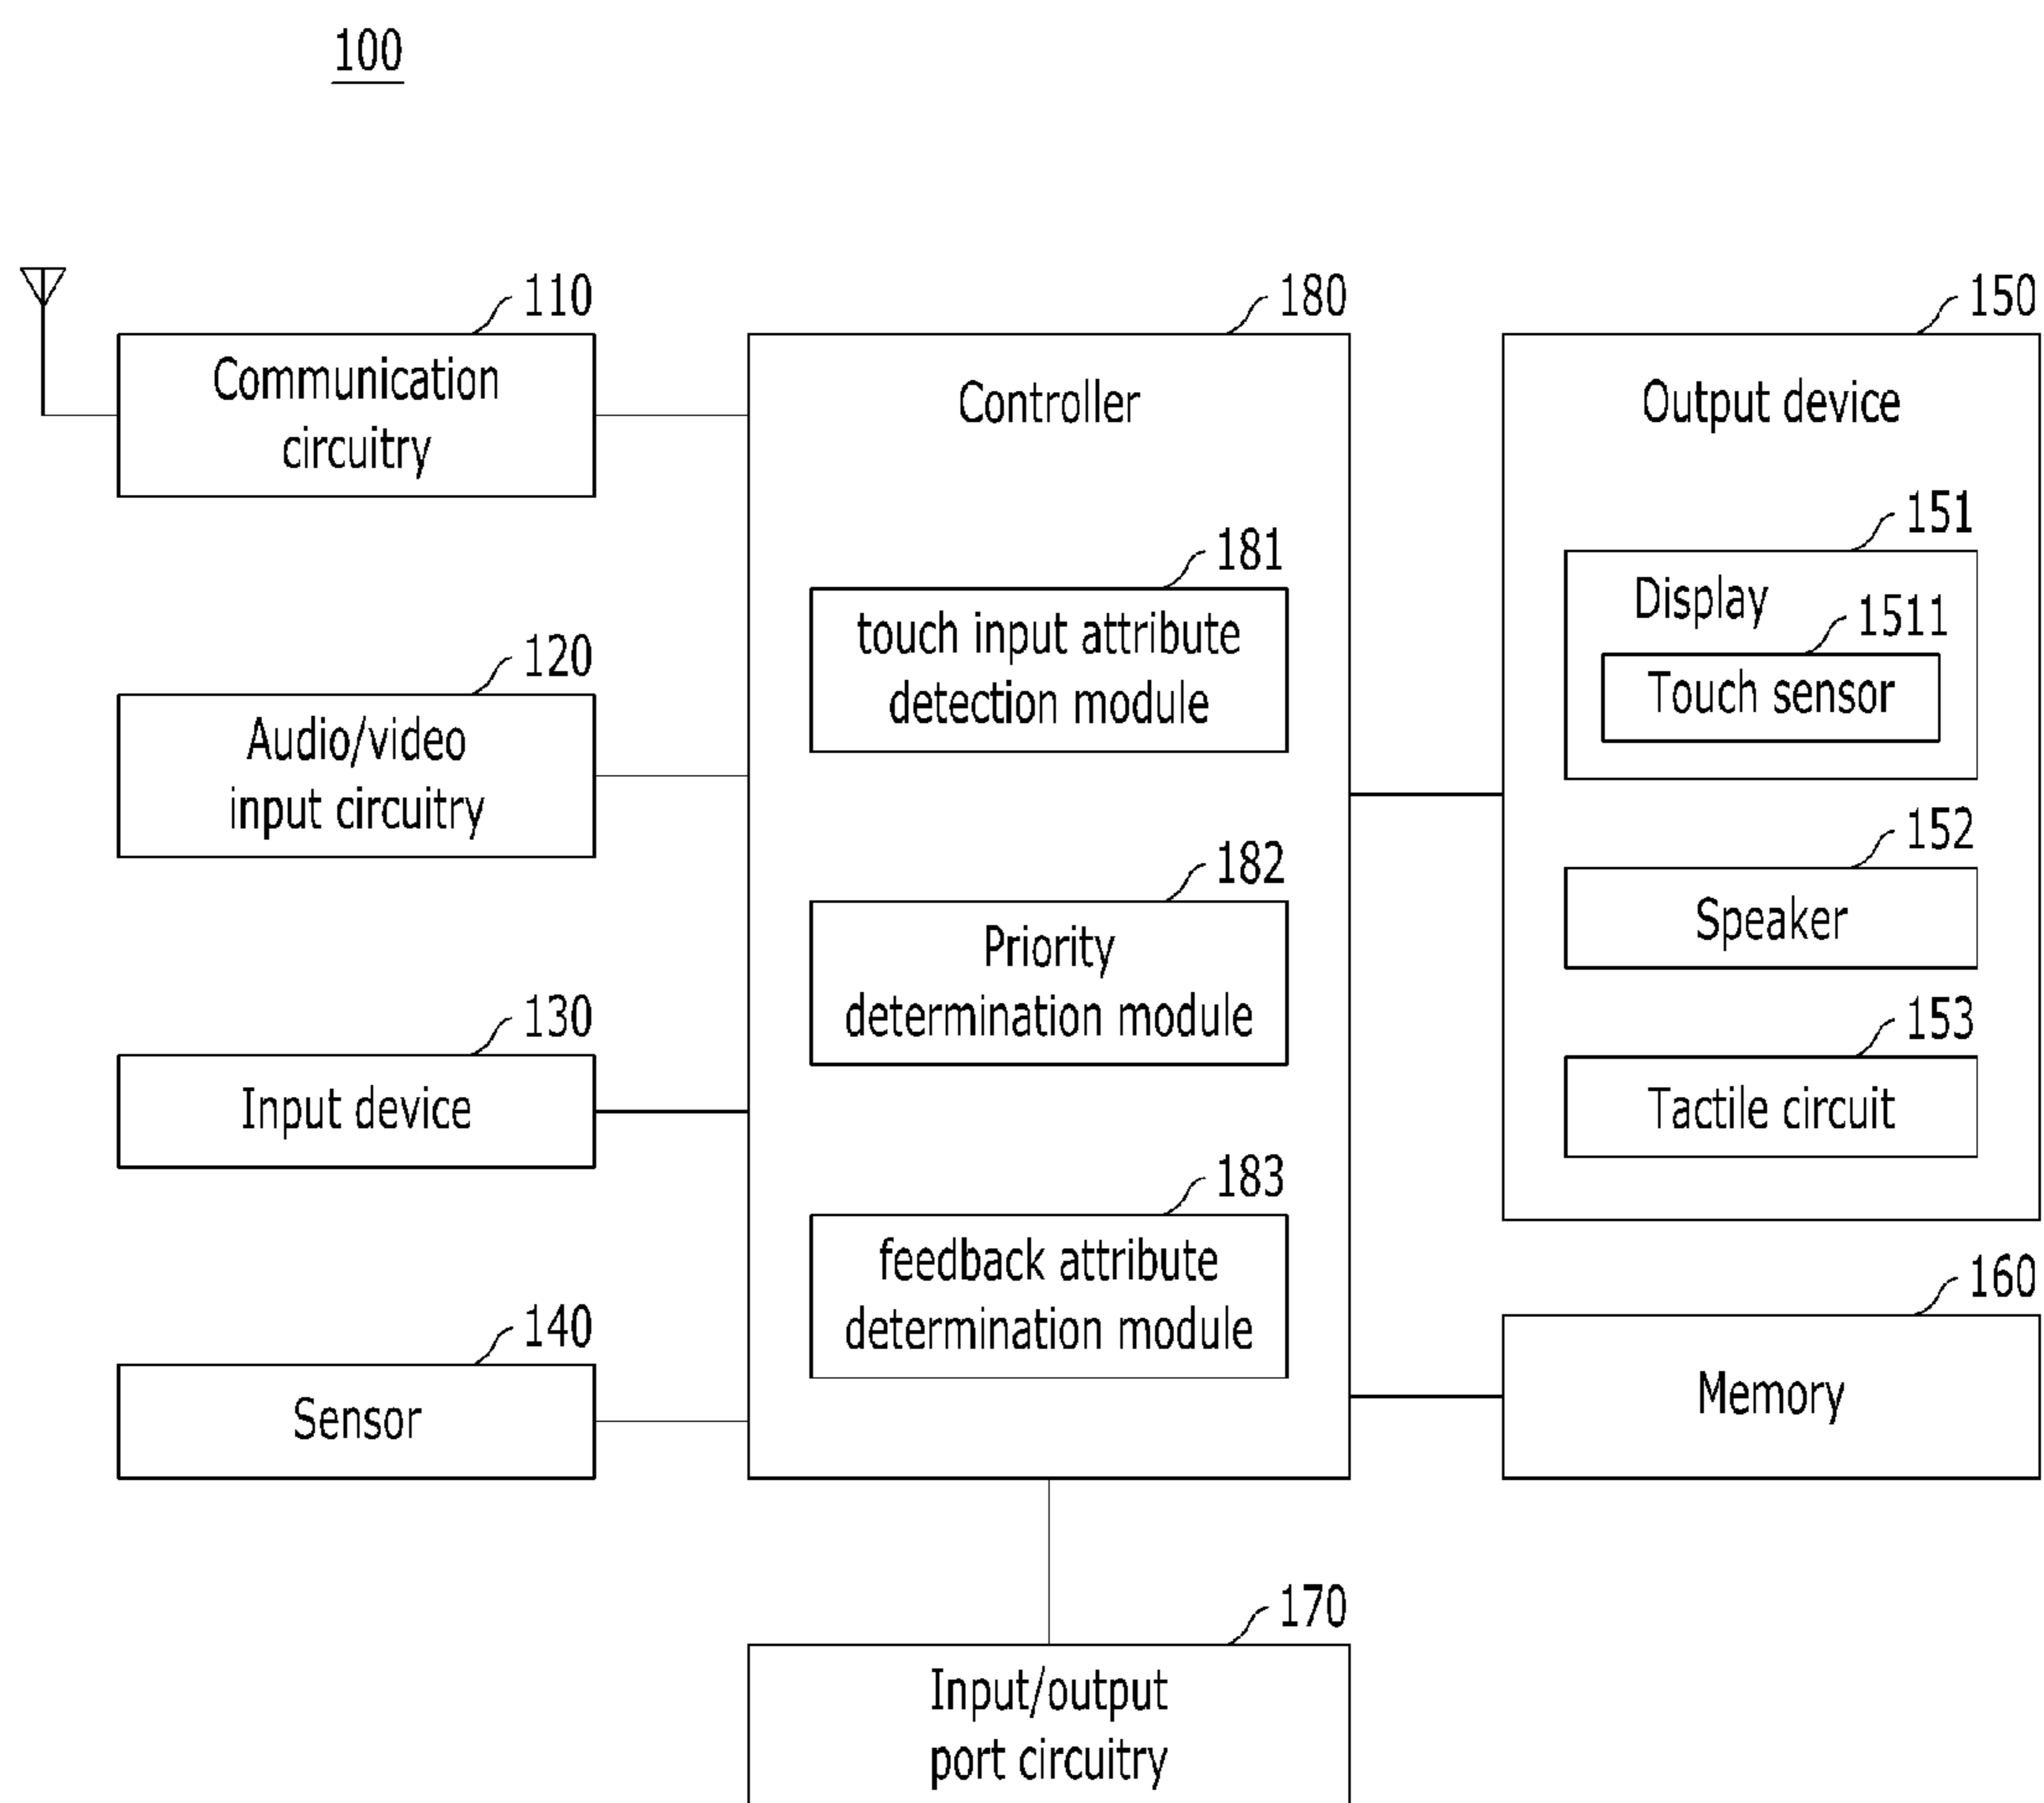 100
110
Communication
circuitry
120
Audio/video
input circuitry
130
Input device
140
Sensor
180
Controller
181
touch input attribute
detection module
182
Priority
determination module
183
feedback attribute
determination module
150
Output device
151
Display
1511
Touch sensor
152
Speaker
153
Tactile circuit
160
Memory
170
Input/output
port circuitry